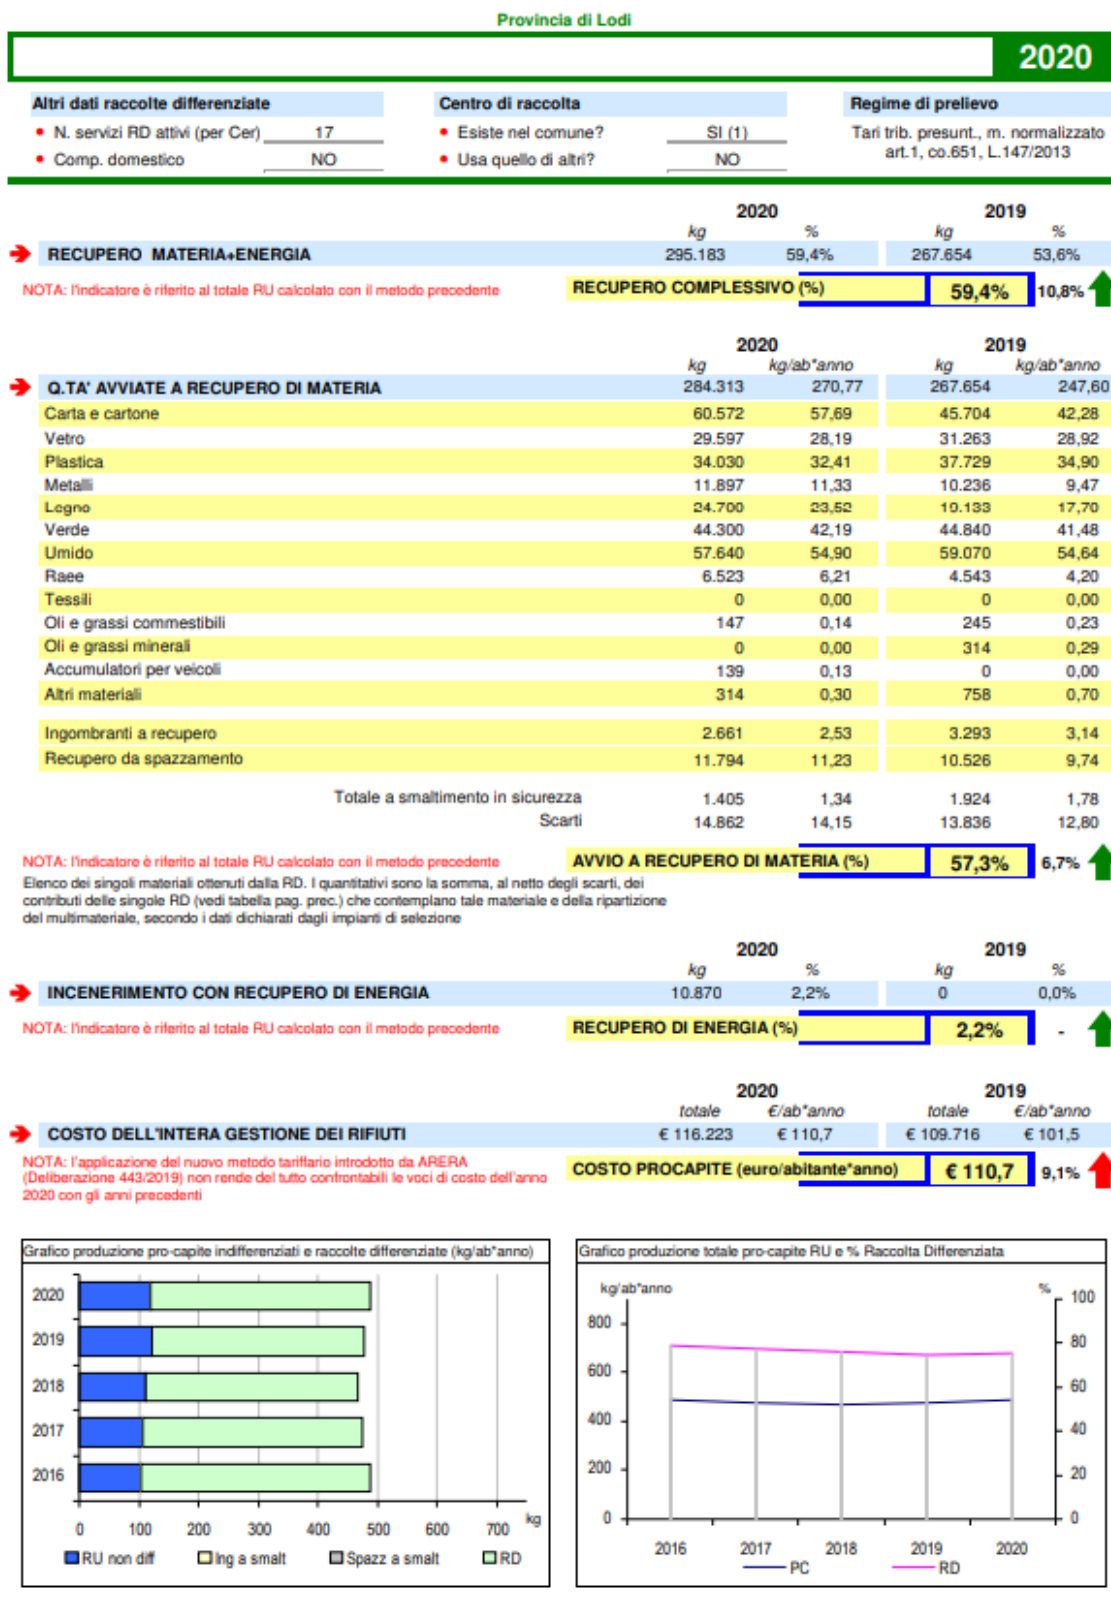 Provincia di Lodi
2020
Altri dati raccolte differenziate Centro di raccolta Regime di prelievo
• N. servizi RD attivi (per Cer) 17 • Esiste nel comune? SI (1) Tari trib. presunt., m. normalizzato
• Comp. domestico NO • Usa quello di altri? NO art.1, co.651, L.147/2013
2020 2019
kg % kg %
RECUPERO MATERIA+ENERGIA 295.183 59,4% 267.654 53,6%
NOTA: l'indicatore è riferito al totale RU calcolato con il metodo precedente RECUPERO COMPLESSIVO (%) 59,4% 10,8%
2020 2019
kg kg/ab*anno kg kg/ab*anno
Q.TA' AVVIATE A RECUPERO DI MATERIA 284.313 270,77 267.654 247,60
Carta e cartone 60.572 57,69 45.704 42,28
Vetro 29.597 28,19 31.263 28,92
Plastica 34.030 32,41 37.729 34,90
Metalli 11.897 11,33 10.236 9,47
Legno 24.700 23,52 19.133 17,70
Verde 44.300 42,19 44.840 41,48
Umido 57.640 54,90 59.070 54,64
Raee 6.523 6,21 4.543 4,20
Tessili 0 0,00 0 0,00
Oli e grassi commestibili 147 0,14 245 0,23
Oli e grassi minerali 0 0,00 314 0,29
Accumulatori per veicoli 139 0,13 0 0,00
Altri materiali 314 0,30 758 0,70
Ingombranti a recupero 2.661 2,53 3.293 3,14
Recupero da spazzamento 11.794 11,23 10.526 9,74
Totale a smaltimento in sicurezza 1.405 1,34 1.924 1,78
Scarti 14.862 14,15 13.836 12,80
NOTA: l'indicatore è riferito al totale RU calcolato con il metodo precedente AVVIO A RECUPERO DI MATERIA (%) 57,3% 6,7%
Elenco dei singoli materiali ottenuti dalla RD. I quantitativi sono la somma, al netto degli scarti, dei
contributi delle singole RD (vedi tabella pag. prec.) che contemplano tale materiale e della ripartizione
del multimateriale, secondo i dati dichiarati dagli impianti di selezione
2020 2019
kg % kg %
INCENERIMENTO CON RECUPERO DI ENERGIA 10.870 2,2% 0 0,0%
NOTA: l'indicatore è riferito al totale RU calcolato con il metodo precedente RECUPERO DI ENERGIA (%) 2,2% -
2020 2019
totale €/ab*anno totale €/ab*anno
COSTO DELL'INTERA GESTIONE DEI RIFIUTI € 116.223 € 110,7 € 109.716 € 101,5
NOTA: l'applicazione del nuovo metodo tariffario introdotto da ARERA
(Deliberazione 443/2019) non rende del tutto confrontabili le voci di costo dell'anno
2020 con gli anni precedenti
COSTO PROCAPITE (euro/abitante*anno) € 110,7 9,1%
Grafico produzione pro-capite indifferenziati e raccolte differenziate (kg/ab*anno)
2020
2019
2018
2017
2016
0 100 200 300 400 500 600 700 kg
RU non diff Ing a smalt Spazz a smalt RD
Grafico produzione totale pro-capite RU e % Raccolta Differenziata
kg/ab*anno %
100
800
80
600
60
400
40
200
20
0 0
2016 2017 2018 2019 2020
PC RD